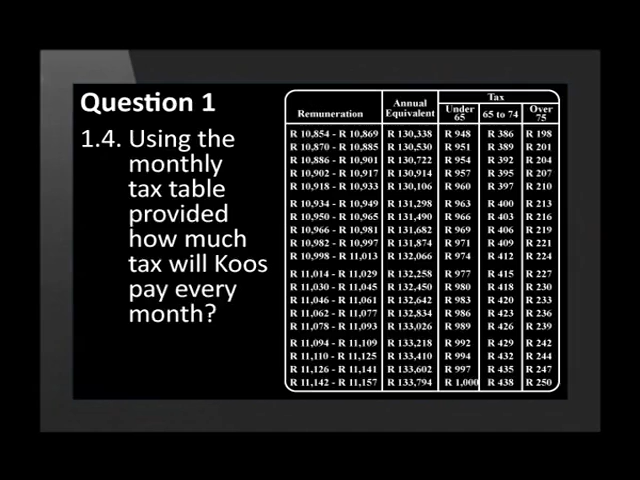 Question 1
1.4. Using the
monthly
tax table
provided
how much
tax will Koos
pay every
month?
Remuneration Annual Equivalent Tax
Under 65 65 to 74 Over 75
R 10,854 - R 10,869 R 130,338 R 948 R 386 R 198
R 10,870 - R 10,885 R 130,530 R 951 R 389 R 201
R 10,886 - R 10,901 R 130,722 R 954 R 392 R 204
R 10,902 - R 10,917 R 130,914 R 957 R 395 R 207
R 10,918 - R 10,933 R 130,106 R 960 R 397 R 210
R 10,934 - R 10,949 R 131,298 R 963 R 400 R 213
R 10,950 - R 10,965 R 131,490 R 966 R 403 R 216
R 10,966 - R 10,981 R 131,682 R 969 R 406 R 219
R 10,982 - R 10,997 R 131,874 R 971 R 409 R 221
R 10,998 - R 11,013 R 132,066 R 974 R 412 R 224
R 11,014 - R 11,029 R 132,258 R 977 R 415 R 227
R 11,030 - R 11,045 R 132,450 R 980 R 418 R 230
R 11,046 - R 11,061 R 132,642 R 983 R 420 R 233
R 11,062 - R 11,077 R 132,834 R 986 R 423 R 236
R 11,078 - R 11,093 R 133,026 R 989 R 426 R 239
R 11,094 - R 11,109 R 133,218 R 992 R 429 R 242
R 11,110 - R 11,125 R 133,410 R 994 R 432 R 244
R 11,126 - R 11,141 R 133,602 R 997 R 435 R 247
R 11,142 - R 11,157 R 133,794 R 1,000 R 438 R 250